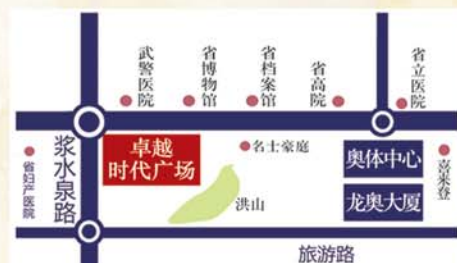 武警医院
省博物馆
省档案馆
省高院
省立医院
浆水泉路
省妇产医院
卓越
时代广场
名士豪庭
洪山
奥体中心
龙奥大厦
喜来登
旅游路